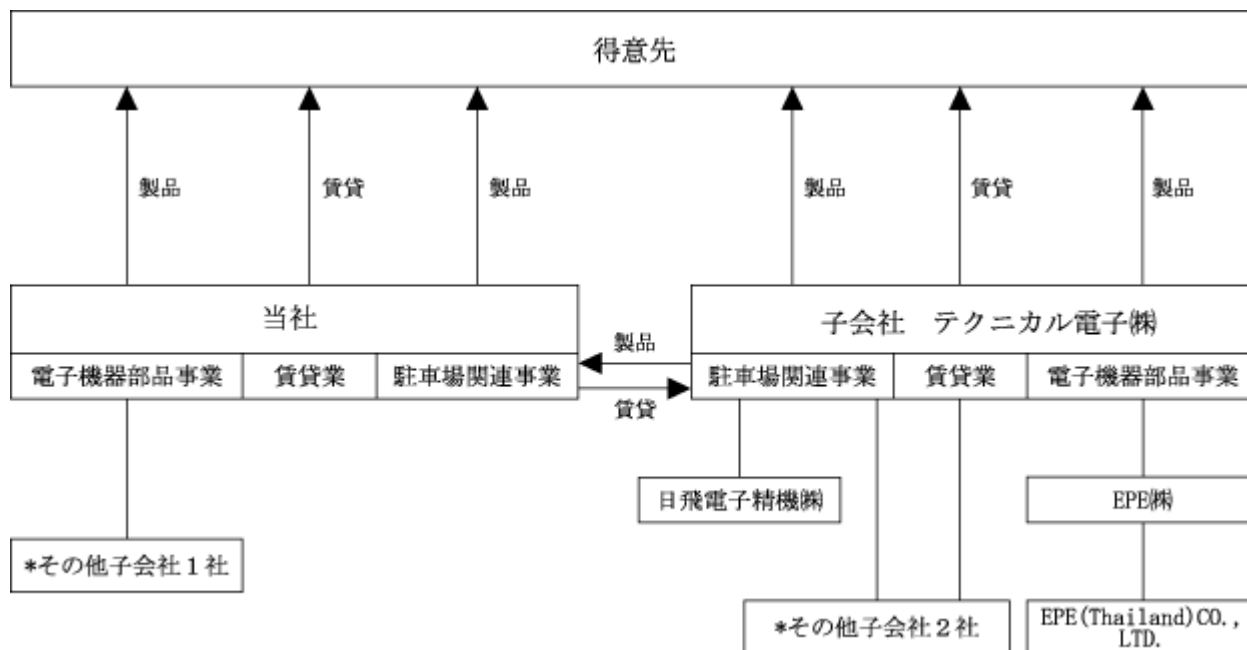 得意先
製品
賃貸
製品
製品
賃貸
製品
当社
子会社　テクニカル電子㈱
製品
電子機器部品事業
賃貸業
駐車場関連事業
駐車場関連事業
賃貸業
電子機器部品事業
賃貸
日飛電子精機㈱
EPE㈱
*その他子会社１社
*その他子会社２社
EPE(Thailand)CO.,
LTD.